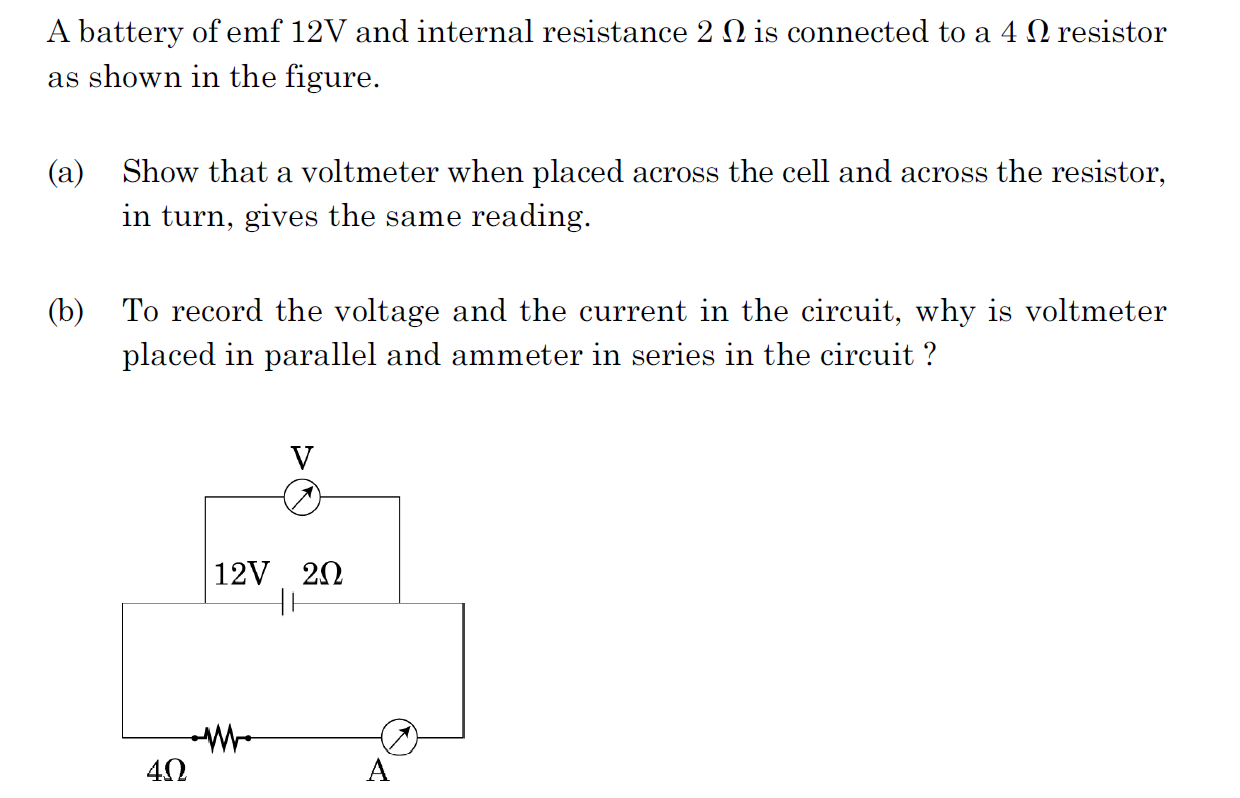 A battery of emf 12V and internal resistance 2 Ω is connected to a 4 Ω resistor
as shown in the figure.
(a) Show that a voltmeter when placed across the cell and across the resistor,
in turn, gives the same reading.
(b) To record the voltage and the current in the circuit, why is voltmeter
placed in parallel and ammeter in series in the circuit ?
V
12V 2Ω
4Ω A